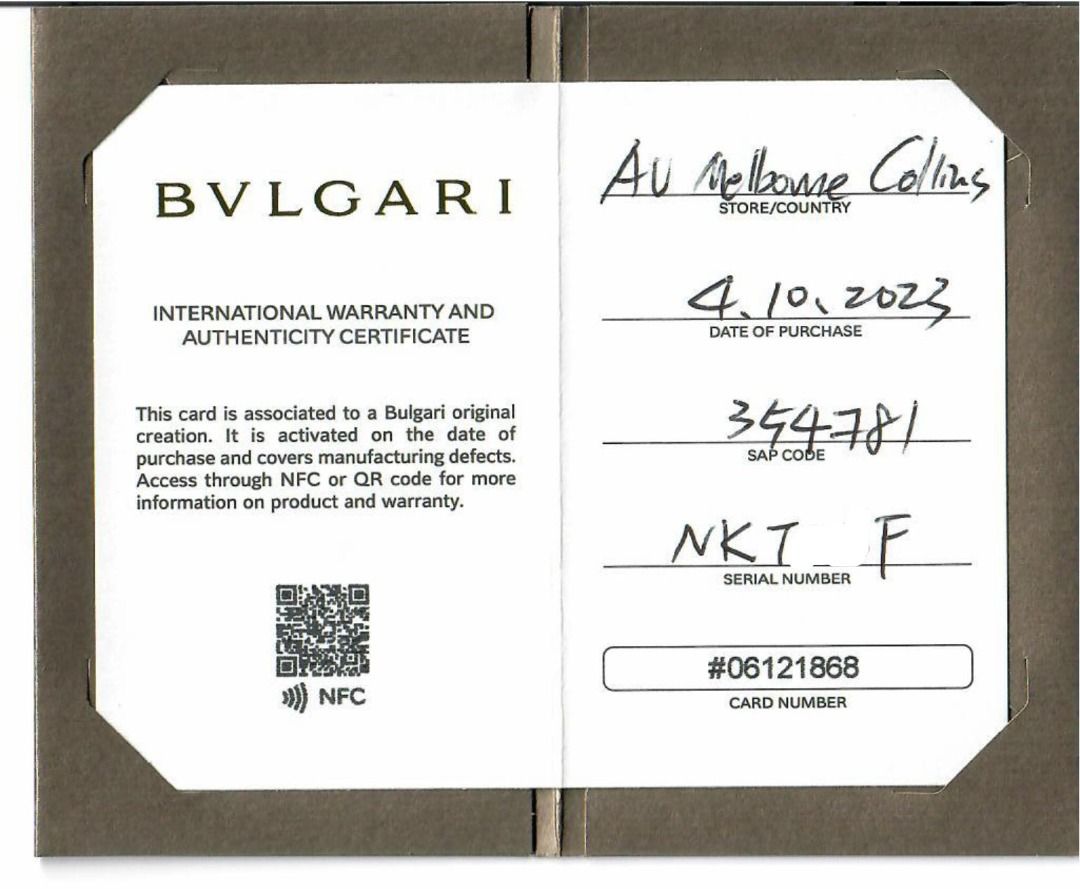 BVLGARI
INTERNATIONAL WARRANTY AND
AUTHENTICITY CERTIFICATE
This card is associated to a Bulgari original
creation. It is activated on the date of
purchase and covers manufacturing defects.
Access through NFC or QR code for more
information on product and warranty.
NFC
AU Melbourne Collins
STORE/COUNTRY
4.10.2023
DATE OF PURCHASE
354781
SAP CODE
NKT F
SERIAL NUMBER
#06121868
CARD NUMBER